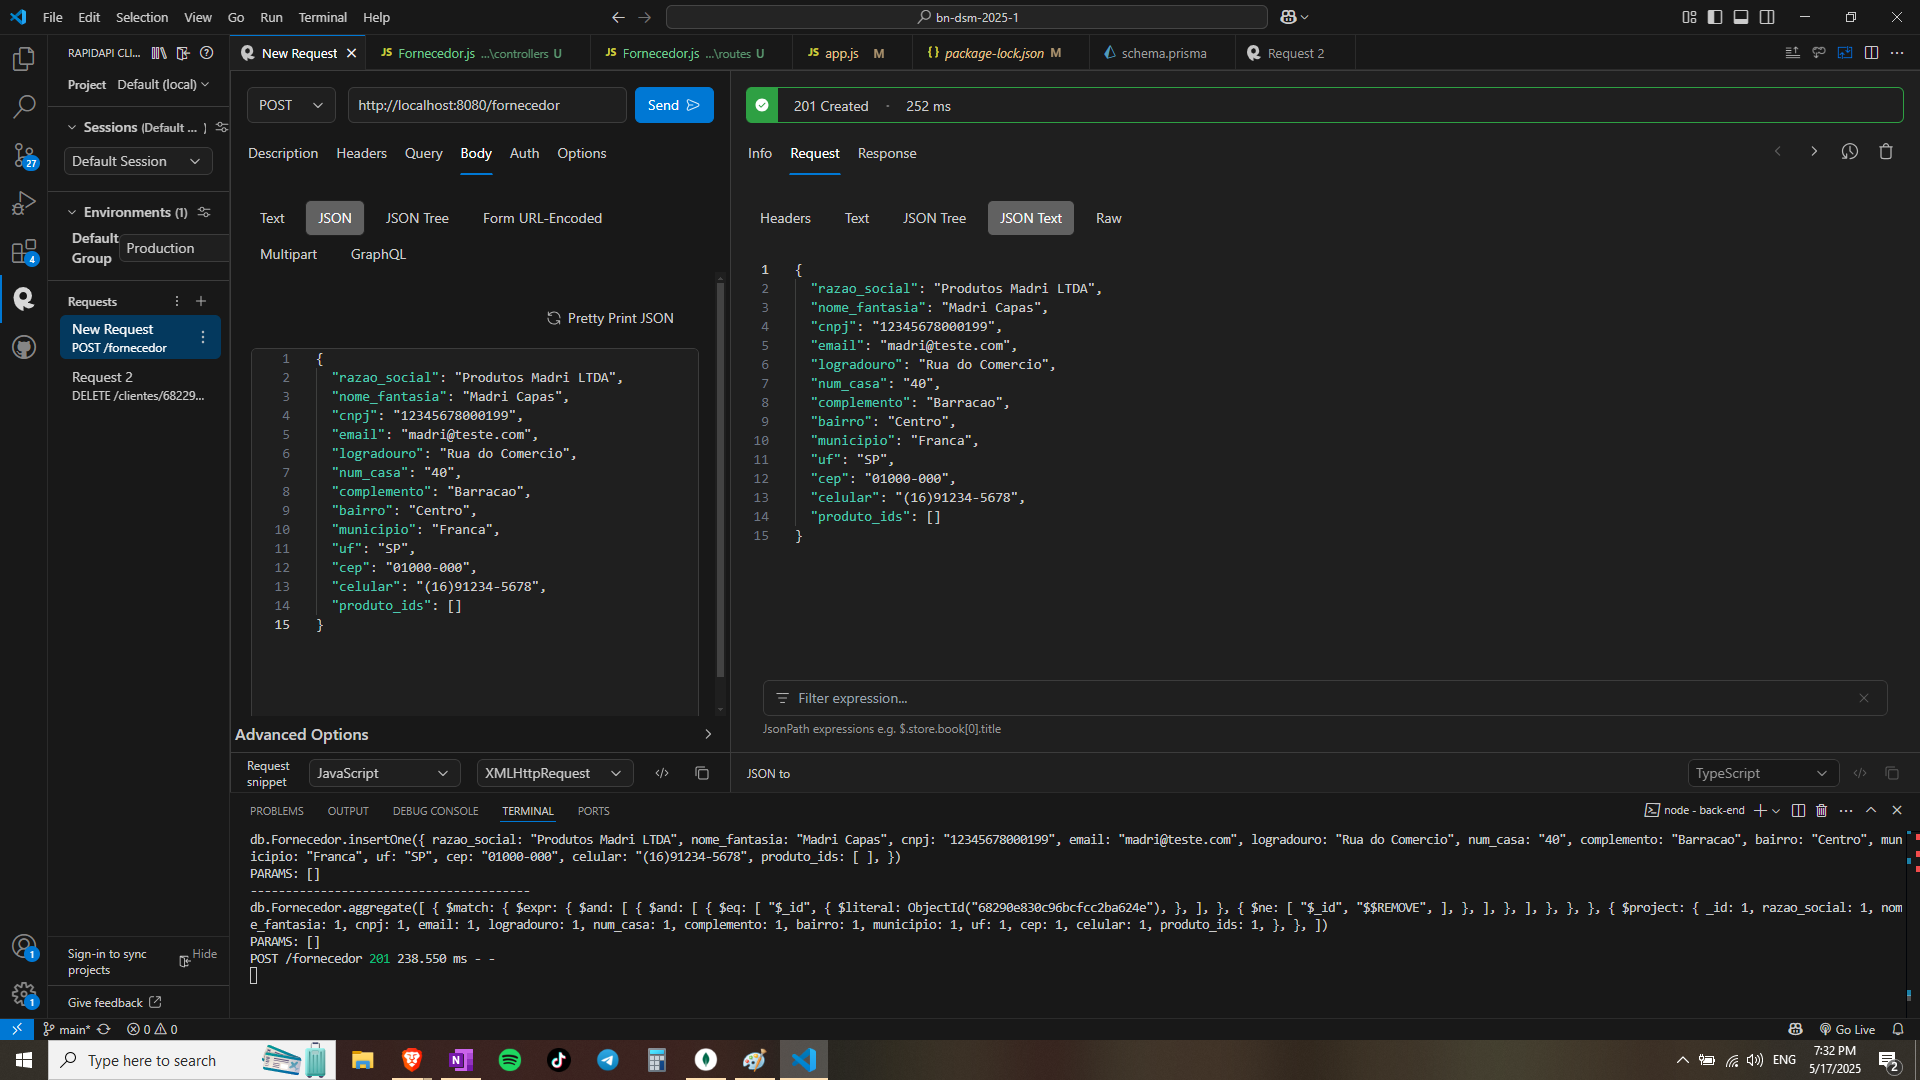 File Edit Selection View Go Run Terminal Help
bn-dsm-2025-1
RAPIDAPI CLI...
Project Default (local)
Sessions (Default ... )
Default Session
Environments (1)
Default Group
Production
Requests
New Request
POST /fornecedor
Request 2
DELETE /clientes/68229...
Sign-in to sync projects
Hide
Give feedback
27
4
1
1
New Request
JS Fornecedor.js ...\controllers U
JS Fornecedor.js ...\routes U
JS app.js M
{} package-lock.json M
schema.prisma
Request 2
POST
http://localhost:8080/fornecedor
Send
Description Headers Query Body Auth Options
Text JSON JSON Tree Form URL-Encoded
Multipart GraphQL
Pretty Print JSON
1 {
2 "razao_social": "Produtos Madri LTDA",
3 "nome_fantasia": "Madri Capas",
4 "cnpj": "12345678000199",
5 "email": "madri@teste.com",
6 "logradouro": "Rua do Comercio",
7 "num_casa": "40",
8 "complemento": "Barracao",
9 "bairro": "Centro",
10 "municipio": "Franca",
11 "uf": "SP",
12 "cep": "01000-000",
13 "celular": "(16)91234-5678",
14 "produto_ids": []
15 }
Advanced Options
Request snippet
JavaScript
XMLHttpRequest
201 Created · 252 ms
Info Request Response
Headers Text JSON Tree JSON Text Raw
1 {
2 "razao_social": "Produtos Madri LTDA",
3 "nome_fantasia": "Madri Capas",
4 "cnpj": "12345678000199",
5 "email": "madri@teste.com",
6 "logradouro": "Rua do Comercio",
7 "num_casa": "40",
8 "complemento": "Barracao",
9 "bairro": "Centro",
10 "municipio": "Franca",
11 "uf": "SP",
12 "cep": "01000-000",
13 "celular": "(16)91234-5678",
14 "produto_ids": []
15 }
Filter expression...
JsonPath expressions e.g. $.store.book[0].title
JSON to
TypeScript
PROBLEMS OUTPUT DEBUG CONSOLE TERMINAL PORTS
node - back-end
db.Fornecedor.insertOne({ razao_social: "Produtos Madri LTDA", nome_fantasia: "Madri Capas", cnpj: "12345678000199", email: "madri@teste.com", logradouro: "Rua do Comercio", num_casa: "40", complemento: "Barracao", bairro: "Centro", mun
icipio: "Franca", uf: "SP", cep: "01000-000", celular: "(16)91234-5678", produto_ids: [ ], })
PARAMS: []
----------------------------------------
db.Fornecedor.aggregate([ { $match: { $expr: { $and: [ { $and: [ { $eq: [ "$_id", { $literal: ObjectId("68290e830c96bcfcc2ba624e"), }, ], }, { $ne: [ "$_id", "$$REMOVE", ], }, ], }, ], }, }, }, { $project: { _id: 1, razao_social: 1, nom
e_fantasia: 1, cnpj: 1, email: 1, logradouro: 1, num_casa: 1, complemento: 1, bairro: 1, municipio: 1, uf: 1, cep: 1, celular: 1, produto_ids: 1, }, }, ])
PARAMS: []
POST /fornecedor 201 238.550 ms - -
main* 0 0
Go Live
Type here to search
ENG
7:32 PM
5/17/2025
2